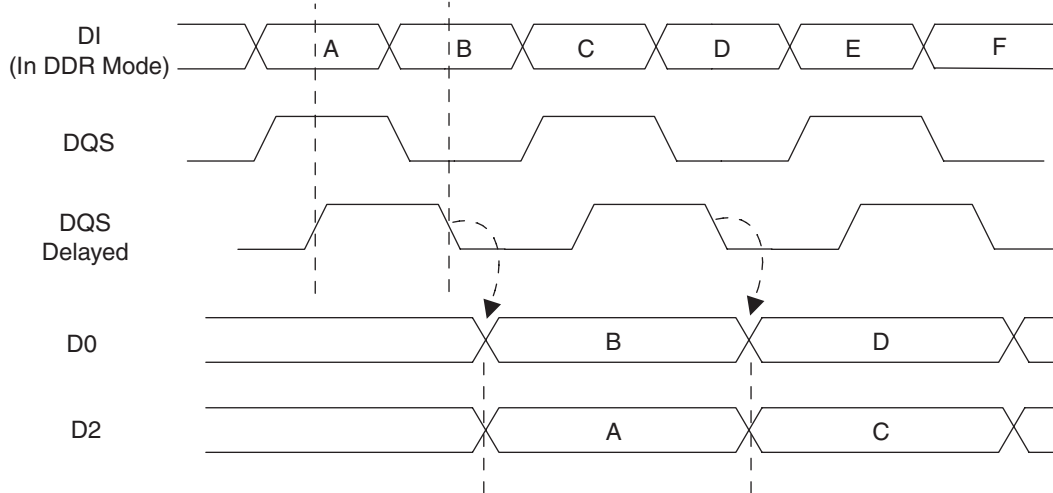 DI
(In DDR Mode)
A B C D E F
DQS
DQS
Delayed
D0
B D
D2
A C